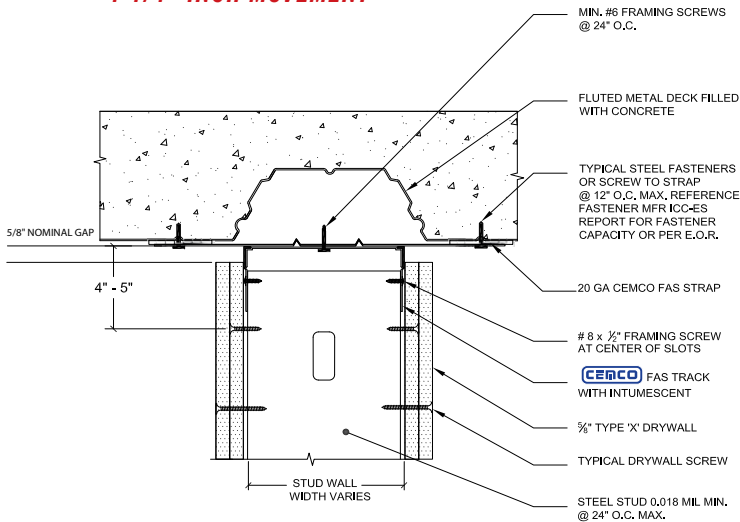 MIN. #6 FRAMING SCREWS
@ 24" O.C.
FLUTED METAL DECK FILLED
WITH CONCRETE
TYPICAL STEEL FASTENERS
OR SCREW TO STRAP
@ 12" O.C. MAX. REFERENCE
FASTENER MFR ICC-ES
REPORT FOR FASTENER
CAPACITY OR PER E.O.R.
5/8" NOMINAL GAP
20 GA CEMCO FAS STRAP
4" - 5"
# 8 x ½" FRAMING SCREW
AT CENTER OF SLOTS
CEMCO FAS TRACK
WITH INTUMESCENT
⅝" TYPE 'X' DRYWALL
TYPICAL DRYWALL SCREW
STUD WALL
WIDTH VARIES
STEEL STUD 0.018 MIL MIN.
@ 24" O.C. MAX.